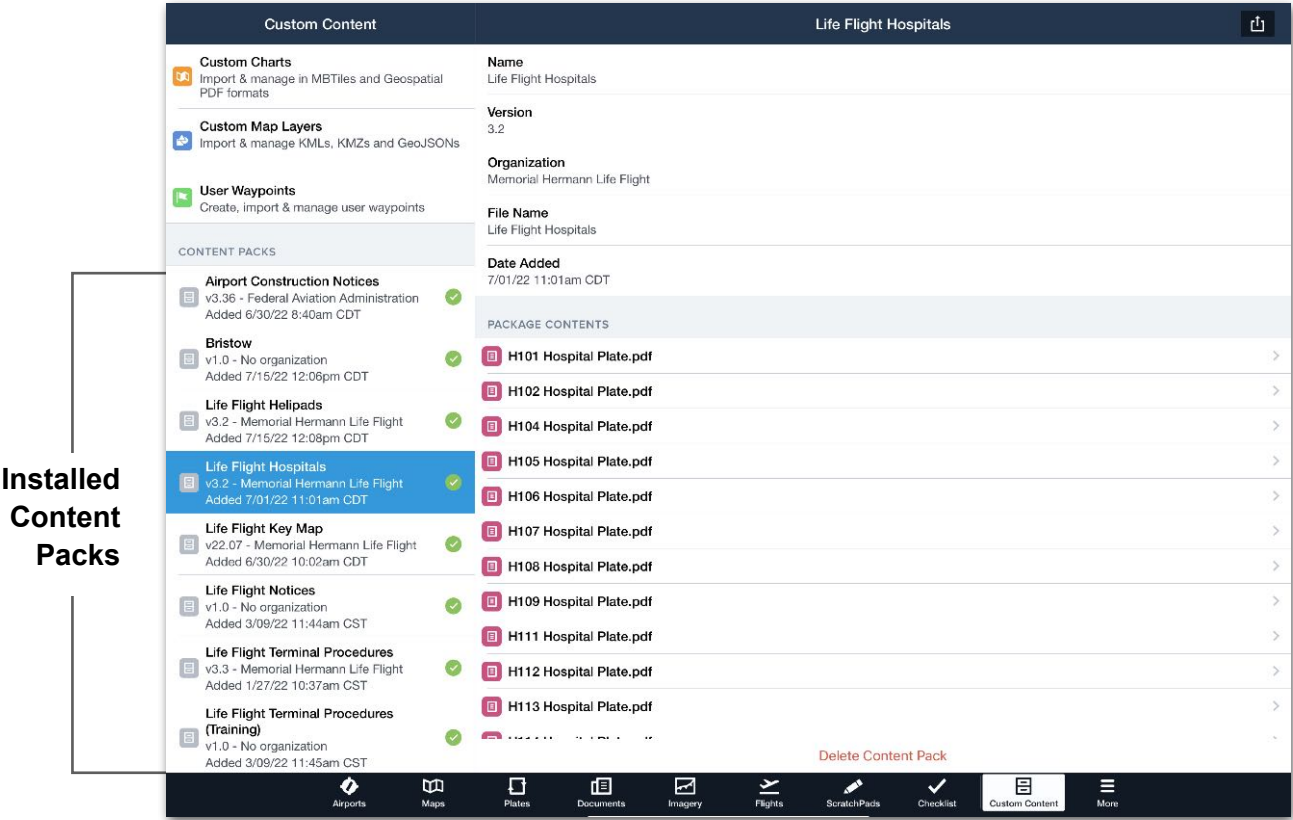 Custom Content
Custom Charts
Import & manage in MBTiles and Geospatial
PDF formats
Custom Map Layers
Import & manage KMLs, KMZs and GeoJSONs
User Waypoints
Create, import & manage user waypoints
CONTENT PACKS
Airport Construction Notices
v3.36 - Federal Aviation Administration
Added 6/30/22 8:40am CDT
Bristow
v1.0 - No organization
Added 7/15/22 12:06pm CDT
Life Flight Helipads
v3.2 - Memorial Hermann Life Flight
Added 7/15/22 12:08pm CDT
Life Flight Hospitals
v3.2 - Memorial Hermann Life Flight
Added 7/01/22 11:01am CDT
Life Flight Key Map
v22.07 - Memorial Hermann Life Flight
Added 6/30/22 10:02am CDT
Life Flight Notices
v1.0 - No organization
Added 3/09/22 11:44am CST
Life Flight Terminal Procedures
v3.3 - Memorial Hermann Life Flight
Added 1/27/22 10:37am CST
Life Flight Terminal Procedures
(Training)
v1.0 - No organization
Added 3/09/22 11:45am CST
Installed
Content
Packs
Life Flight Hospitals
Name
Life Flight Hospitals
Version
3.2
Organization
Memorial Hermann Life Flight
File Name
Life Flight Hospitals
Date Added
7/01/22 11:01am CDT
PACKAGE CONTENTS
H101 Hospital Plate.pdf
H102 Hospital Plate.pdf
H104 Hospital Plate.pdf
H105 Hospital Plate.pdf
H106 Hospital Plate.pdf
H107 Hospital Plate.pdf
H108 Hospital Plate.pdf
H109 Hospital Plate.pdf
H111 Hospital Plate.pdf
H112 Hospital Plate.pdf
H113 Hospital Plate.pdf
Delete Content Pack
Airports
Maps
Plates
Documents
Imagery
Flights
ScratchPads
Checklist
Custom Content
More